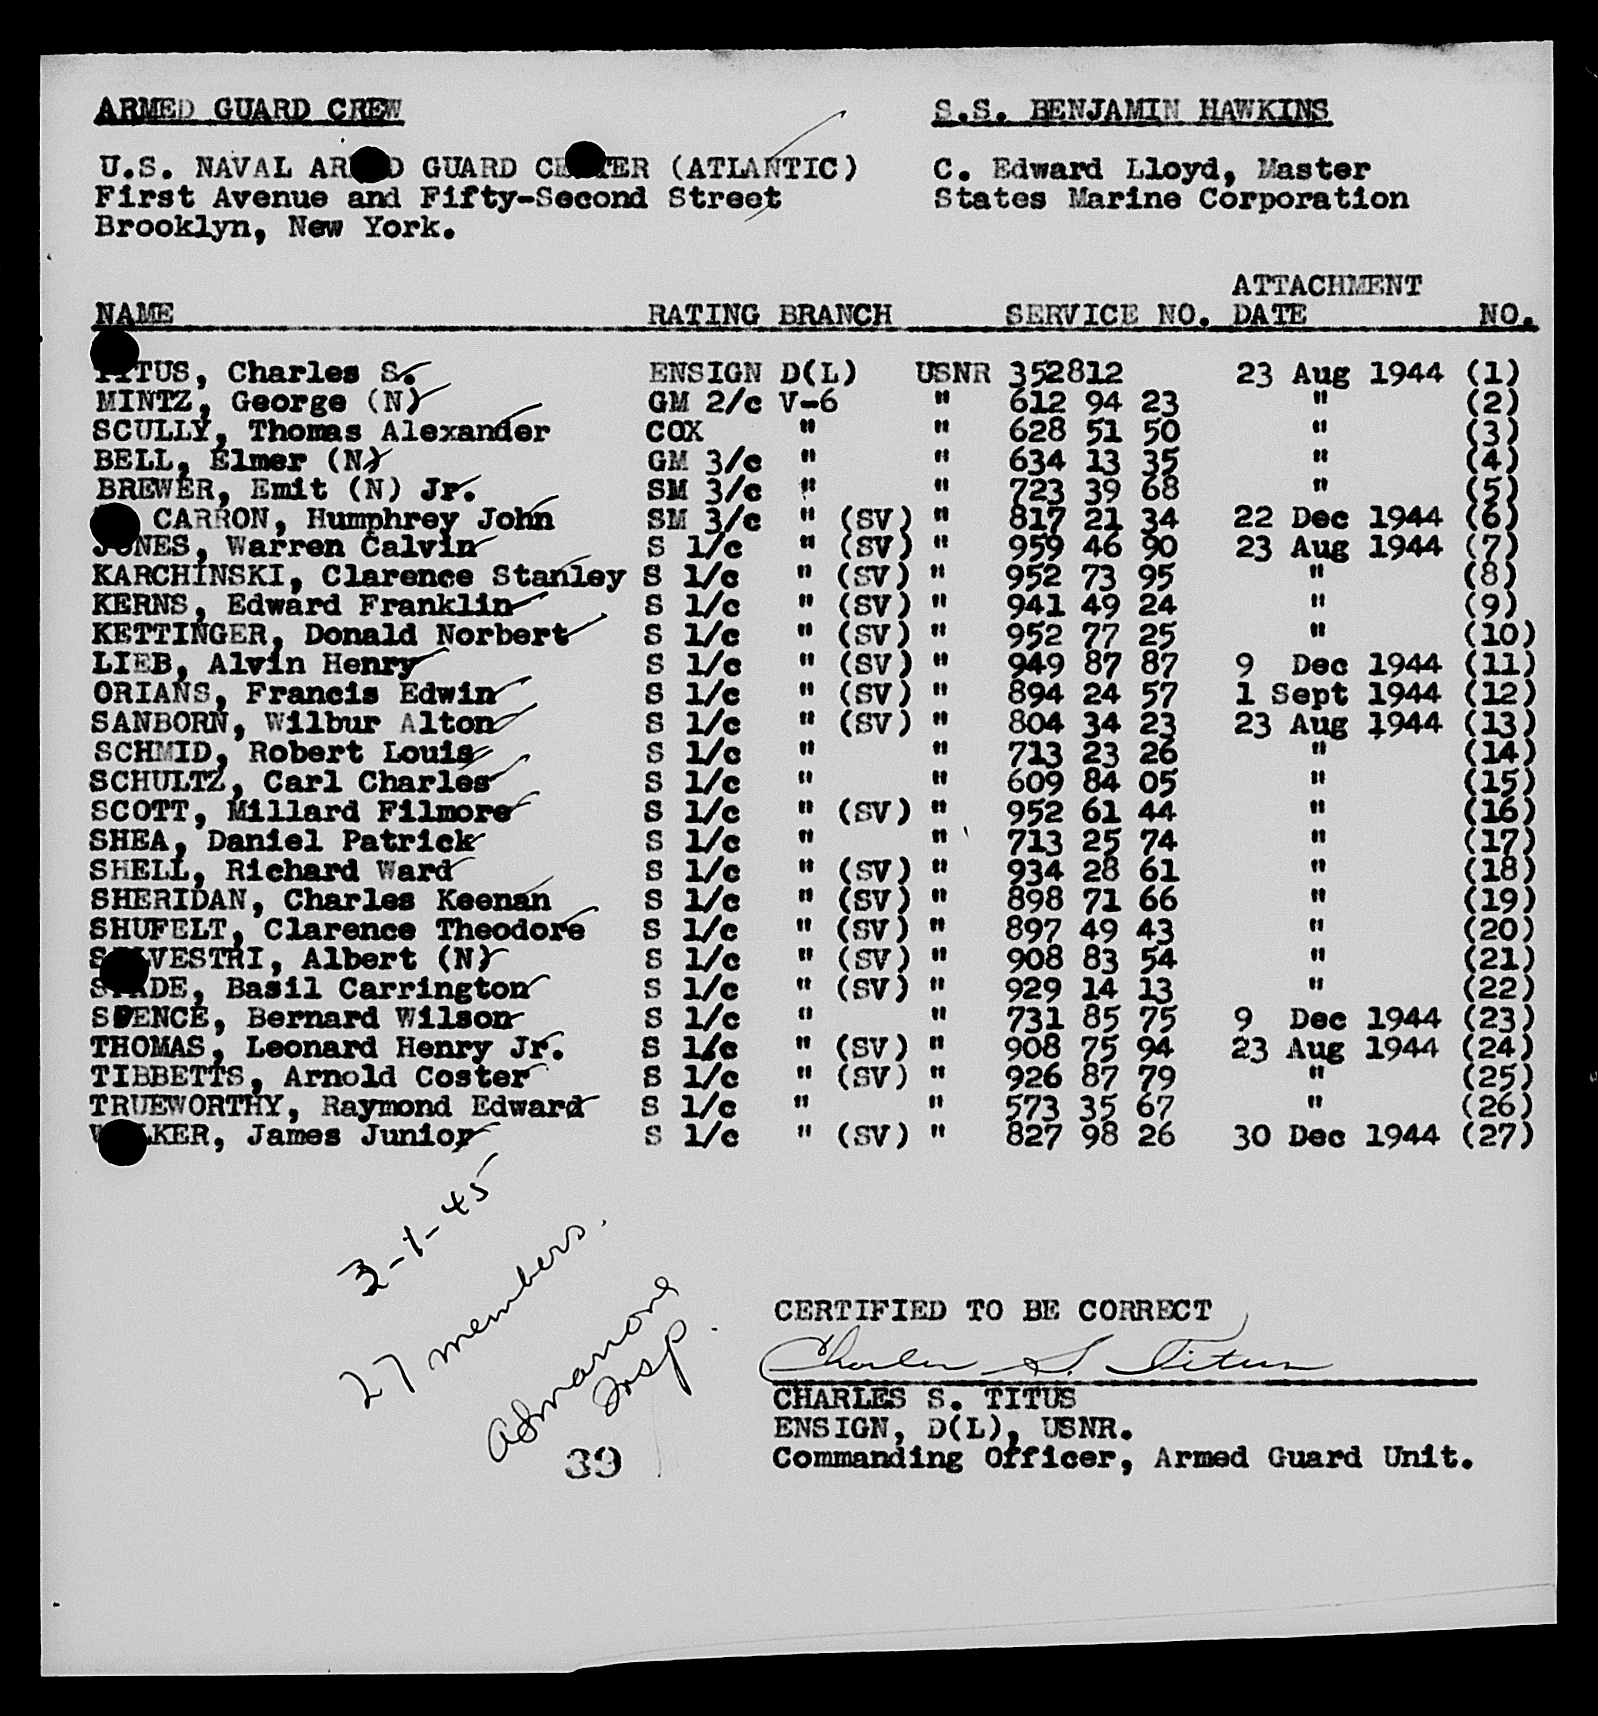 ARMED GUARD CREW S.S. BENJAMIN HAWKINS
U.S. NAVAL ARMED GUARD CENTER (ATLANTIC) C. Edward Lloyd, Master
First Avenue and Fifty-Second Street States Marine Corporation
Brooklyn, New York.
ATTACHMENT
NAME RATING BRANCH SERVICE NO. DATE NO.
TITUS, Charles S. ENSIGN D(L) USNR 352812 23 Aug 1944 (1)
MINTZ, George (N) GM 2/c V-6 " 612 94 23 " (2)
SCULLY, Thomas Alexander COX " " 628 51 50 " (3)
BELL, Elmer (N) GM 3/c " " 634 13 35 " (4)
BREWER, Emit (N) Jr. SM 3/c " " 723 39 68 " (5)
CARRON, Humphrey John SM 3/c " (SV) " 817 21 34 22 Dec 1944 (6)
JONES, Warren Calvin S 1/c " (SV) " 959 46 90 23 Aug 1944 (7)
KARCHINSKI, Clarence Stanley S 1/c " (SV) " 952 73 95 " (8)
KERNS, Edward Franklin S 1/c " (SV) " 941 49 24 " (9)
KETTINGER, Donald Norbert S 1/c " (SV) " 952 77 25 " (10)
LIEB, Alvin Henry S 1/c " (SV) " 949 87 87 9 Dec 1944 (11)
ORIANS, Francis Edwin S 1/c " (SV) " 894 24 57 1 Sept 1944 (12)
SANBORN, Wilbur Alton S 1/c " (SV) " 804 34 23 23 Aug 1944 (13)
SCHMID, Robert Louis S 1/c " " 713 23 26 " (14)
SCHULTZ, Carl Charles S 1/c " " 609 84 05 " (15)
SCOTT, Millard Filmore S 1/c " (SV) " 952 61 44 " (16)
SHEA, Daniel Patrick S 1/c " " 713 25 74 " (17)
SHELL, Richard Ward S 1/c " (SV) " 934 28 61 " (18)
SHERIDAN, Charles Keenan S 1/c " (SV) " 898 71 66 " (19)
SHUFELT, Clarence Theodore S 1/c " (SV) " 897 49 43 " (20)
SILVESTRI, Albert (N) S 1/c " (SV) " 908 83 54 " (21)
Basil Carrington S 1/c " (SV) " 929 14 13 " (22)
SPENCE, Bernard Wilson S 1/c " " 731 85 75 9 Dec 1944 (23)
THOMAS, Leonard Henry Jr. S 1/c " (SV) " 908 75 94 23 Aug 1944 (24)
TIBBETTS, Arnold Coster S 1/c " (SV) " 926 87 79 " (25)
TRUEWORTHY, Raymond Edward S 1/c " " 573 35 67 " (26)
WALKER, James Junior S 1/c " (SV) " 827 98 26 30 Dec 1944 (27)
3-1-45
27 members.
Insp.
39
CERTIFIED TO BE CORRECT
Charles S. Titus
CHARLES S. TITUS
ENSIGN, D(L), USNR.
Commanding Officer, Armed Guard Unit.